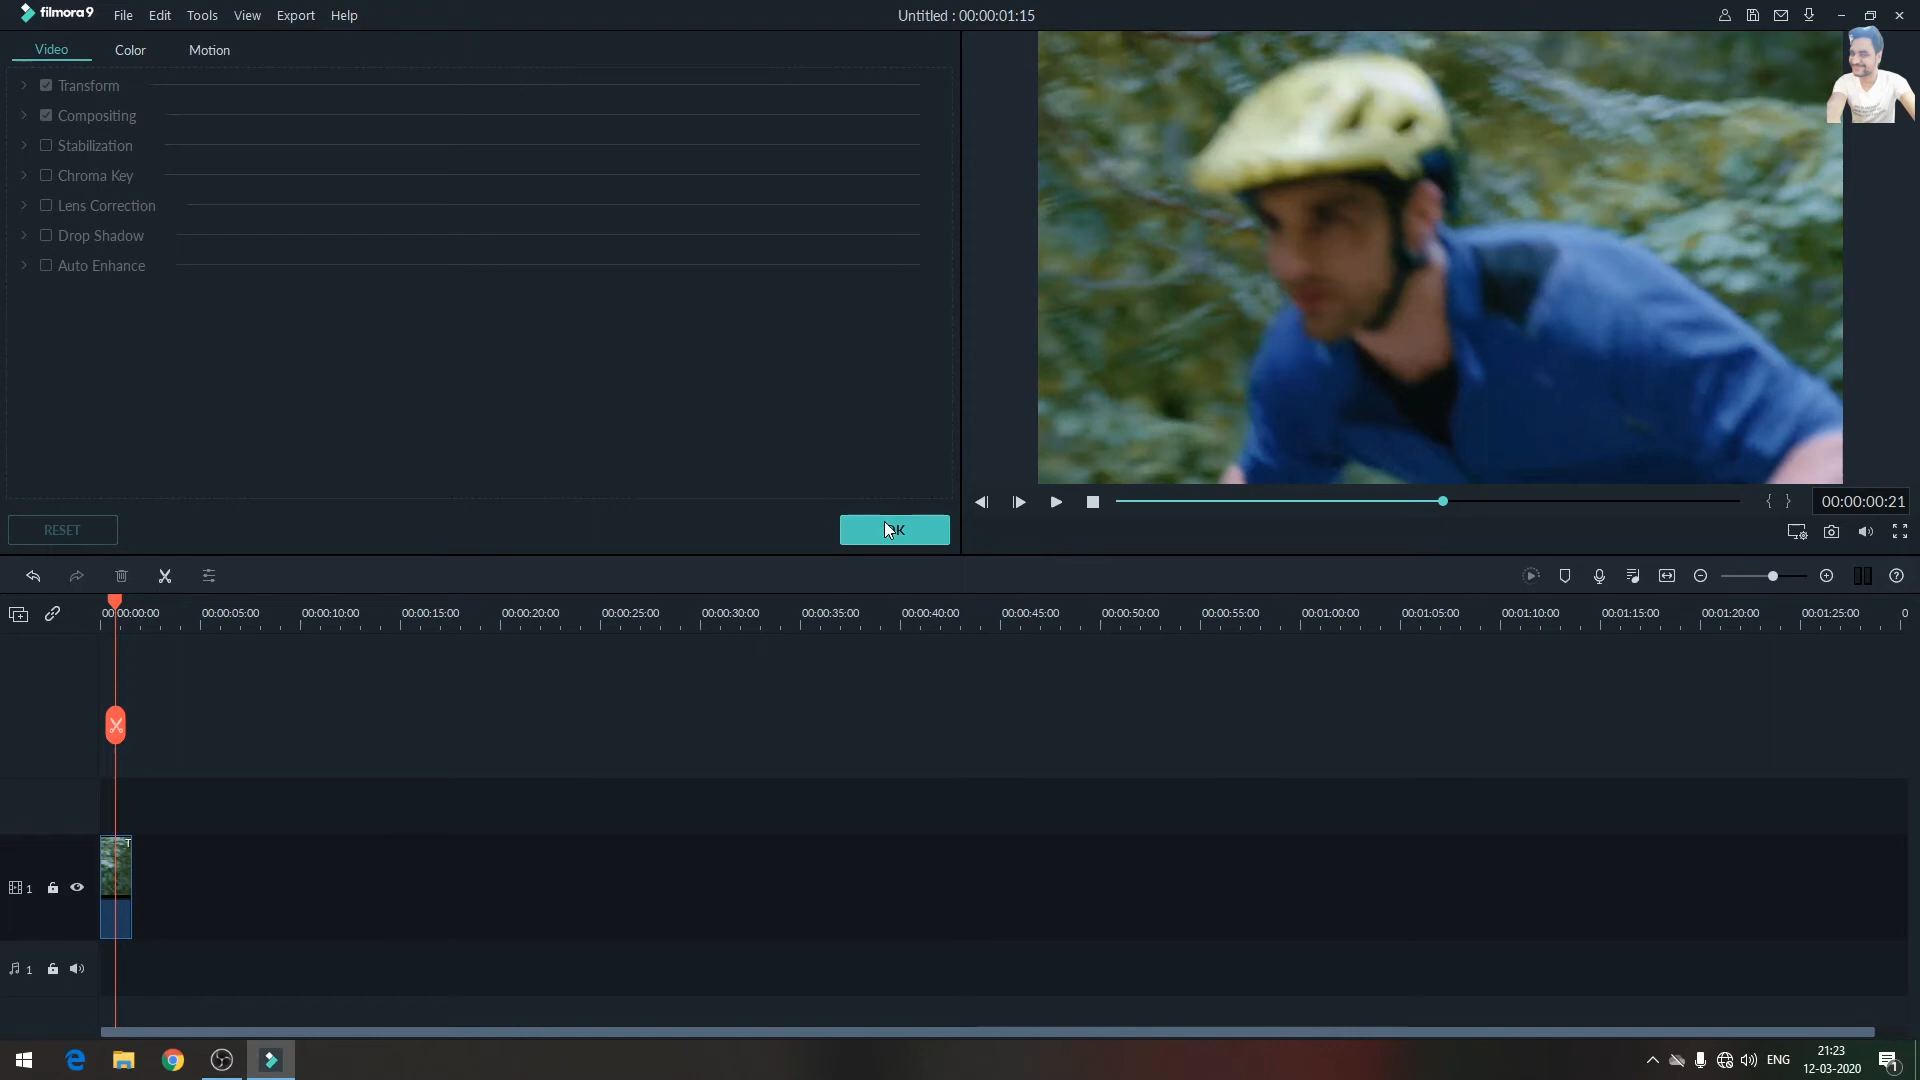 filmora9 File Edit Tools View Export Help Untitled : 00:00:01:15
Video Color Motion
Transform
Compositing
Stabilization
Chroma Key
Lens Correction
Drop Shadow
Auto Enhance
00:00:00:21
RESET
00:00:00:00 00:00:05:00 00:00:10:00 00:00:15:00 00:00:20:00 00:00:25:00 00:00:30:00 00:00:35:00 00:00:40:00 00:00:45:00 00:00:50:00 00:00:55:00 00:01:00:00 00:01:05:00 00:01:10:00 00:01:15:00 00:01:20:00 00:01:25:00 0
T
1
1
ENG
21:23
12-03-2020
1